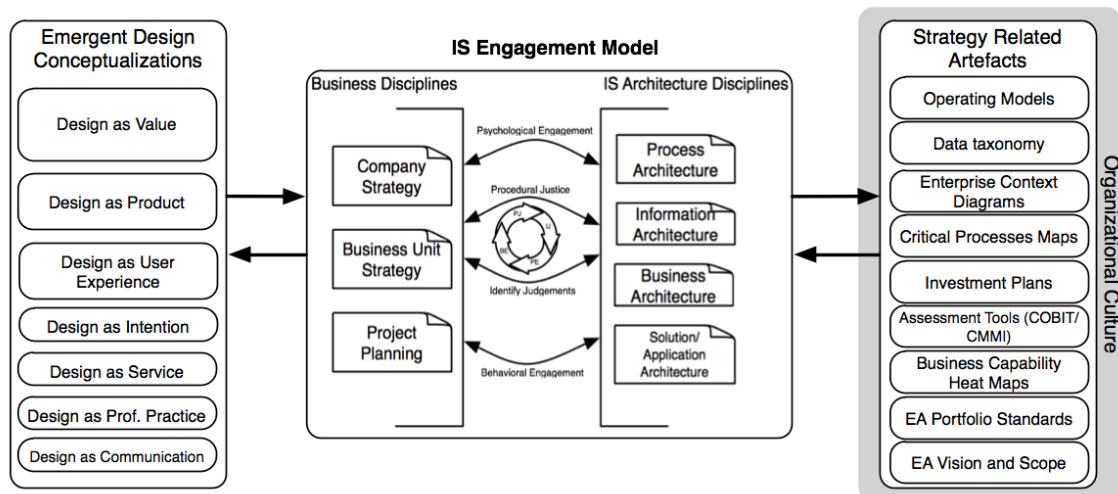 Emergent Design
Conceptualizations
Design as Value
Design as Product
Design as User
Experience
Design as Intention
Design as Service
Design as Prof. Practice
Design as Communication
IS Engagement Model
Business Disciplines
Company
Strategy
Business Unit
Strategy
Project
Planning
Psychological Engagement
Procedural Justice
PJ
IJ
BE
PE
Identify Judgements
Behavioral Engagement
IS Architecture Disciplines
Process
Architecture
Information
Architecture
Business
Architecture
Solution/
Application
Architecture
Strategy Related
Artefacts
Operating Models
Data taxonomy
Enterprise Context
Diagrams
Critical Processes Maps
Investment Plans
Assessment Tools (COBIT/
CMMI)
Business Capability
Heat Maps
EA Portfolio Standards
EA Vision and Scope
Organizational Culture